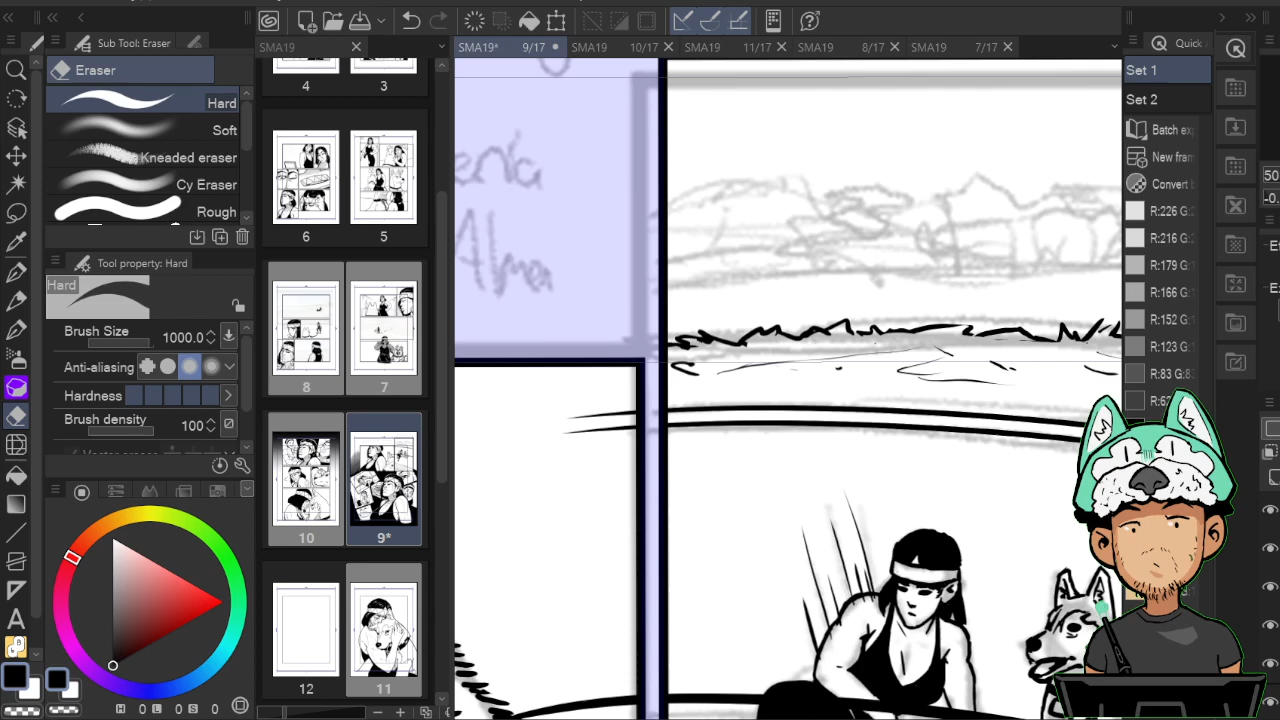 Sub Tool: Eraser
Eraser
Hard
Soft
Kneaded eraser
Cy Eraser
Rough
Tool property: Hard
Hard
Brush Size
1000.0
Anti-aliasing
Hardness
Brush density
100
H 0 L 0 S 0
SMA19
4 3
6 5
8 7
10 9*
12 11
SMA19* 9/17
SMA19 10/17
SMA19 11/17
SMA19 8/17
SMA19 7/17
Quick
Set 1
Set 2
Batch
New
Convert
R:226 G:
R:216 G:
R:179 G:
R:166 G:
R:152 G:
R:123 G:
R:83 G:
50